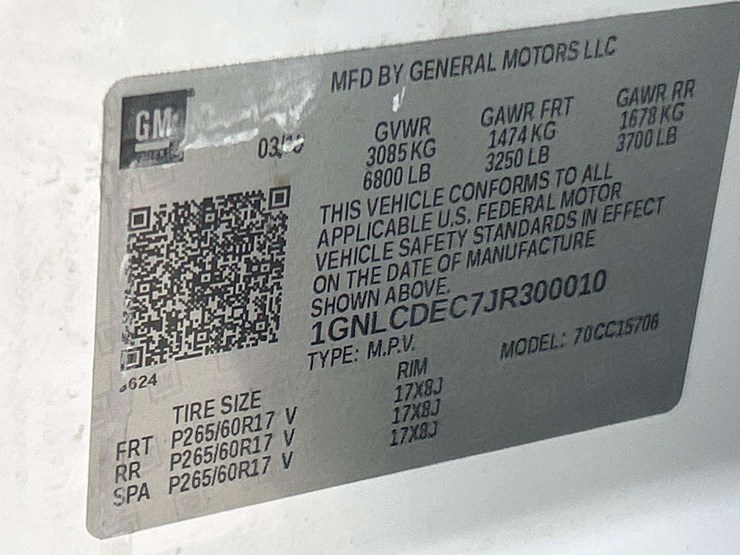 MFD BY GENERAL MOTORS LLC
GM
GVWR GAWR FRT GAWR RR
3085 KG 1474 KG 1678 KG
6800 LB 3250 LB 3700 LB
THIS VEHICLE CONFORMS TO ALL
APPLICABLE U.S. FEDERAL MOTOR
VEHICLE SAFETY STANDARDS IN EFFECT
ON THE DATE OF MANUFACTURE
SHOWN ABOVE.
1GNLCDEC7JR300010
TYPE: M.P.V. MODEL: 70CC15706
TIRE SIZE RIM
FRT P265/60R17 V 17X8J
RR P265/60R17 V 17X8J
SPA P265/60R17 V 17X8J